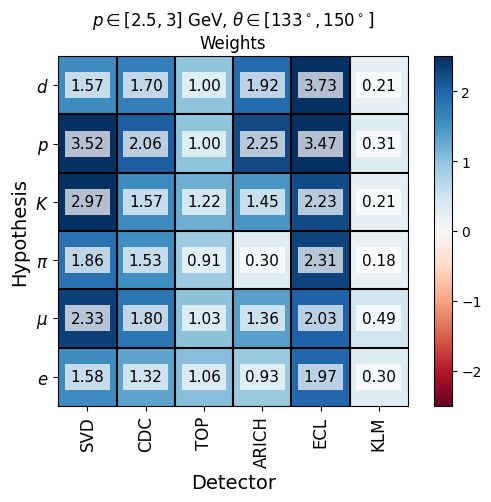 p ∈ [2.5, 3] GeV, θ ∈ [133°, 150°]
Weights
Hypothesis
d 1.57 1.70 1.00 1.92 3.73 0.21
p 3.52 2.06 1.00 2.25 3.47 0.31
K 2.97 1.57 1.22 1.45 2.23 0.21
π 1.86 1.53 0.91 0.30 2.31 0.18
μ 2.33 1.80 1.03 1.36 2.03 0.49
e 1.58 1.32 1.06 0.93 1.97 0.30
SVD CDC TOP ARICH ECL KLM
Detector
2
1
0
−1
−2